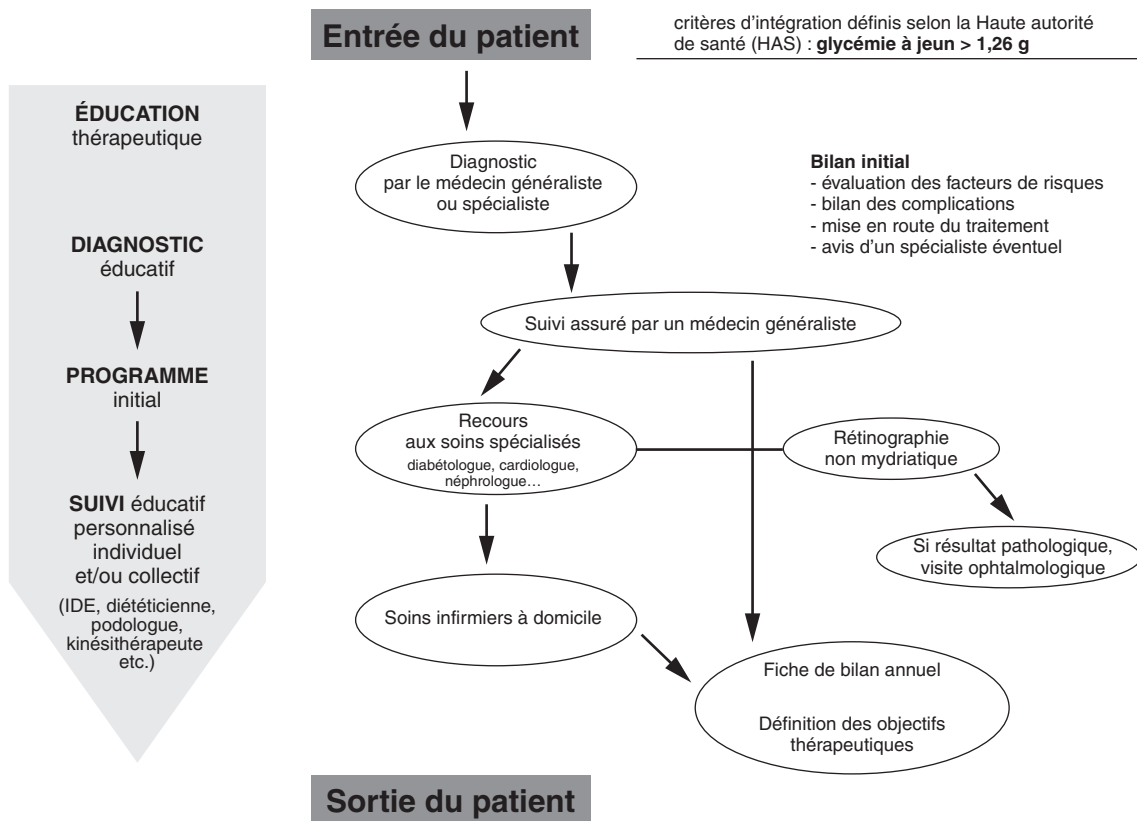 Entrée du patient
critères d'intégration définis selon la Haute autorité
de santé (HAS) : glycémie à jeun > 1,26 g
ÉDUCATION
thérapeutique
DIAGNOSTIC
éducatif
PROGRAMME
initial
SUIVI éducatif
personnalisé
individuel
et/ou collectif
(IDE, diététicienne,
podologue,
kinésithérapeute
etc.)
Diagnostic
par le médecin généraliste
ou spécialiste
Bilan initial
- évaluation des facteurs de risques
- bilan des complications
- mise en route du traitement
- avis d'un spécialiste éventuel
Suivi assuré par un médecin généraliste
Recours
aux soins spécialisés
diabétologue, cardiologue,
néphrologue…
Rétinographie
non mydriatique
Si résultat pathologique,
visite ophtalmologique
Soins infirmiers à domicile
Fiche de bilan annuel
Définition des objectifs
thérapeutiques
Sortie du patient